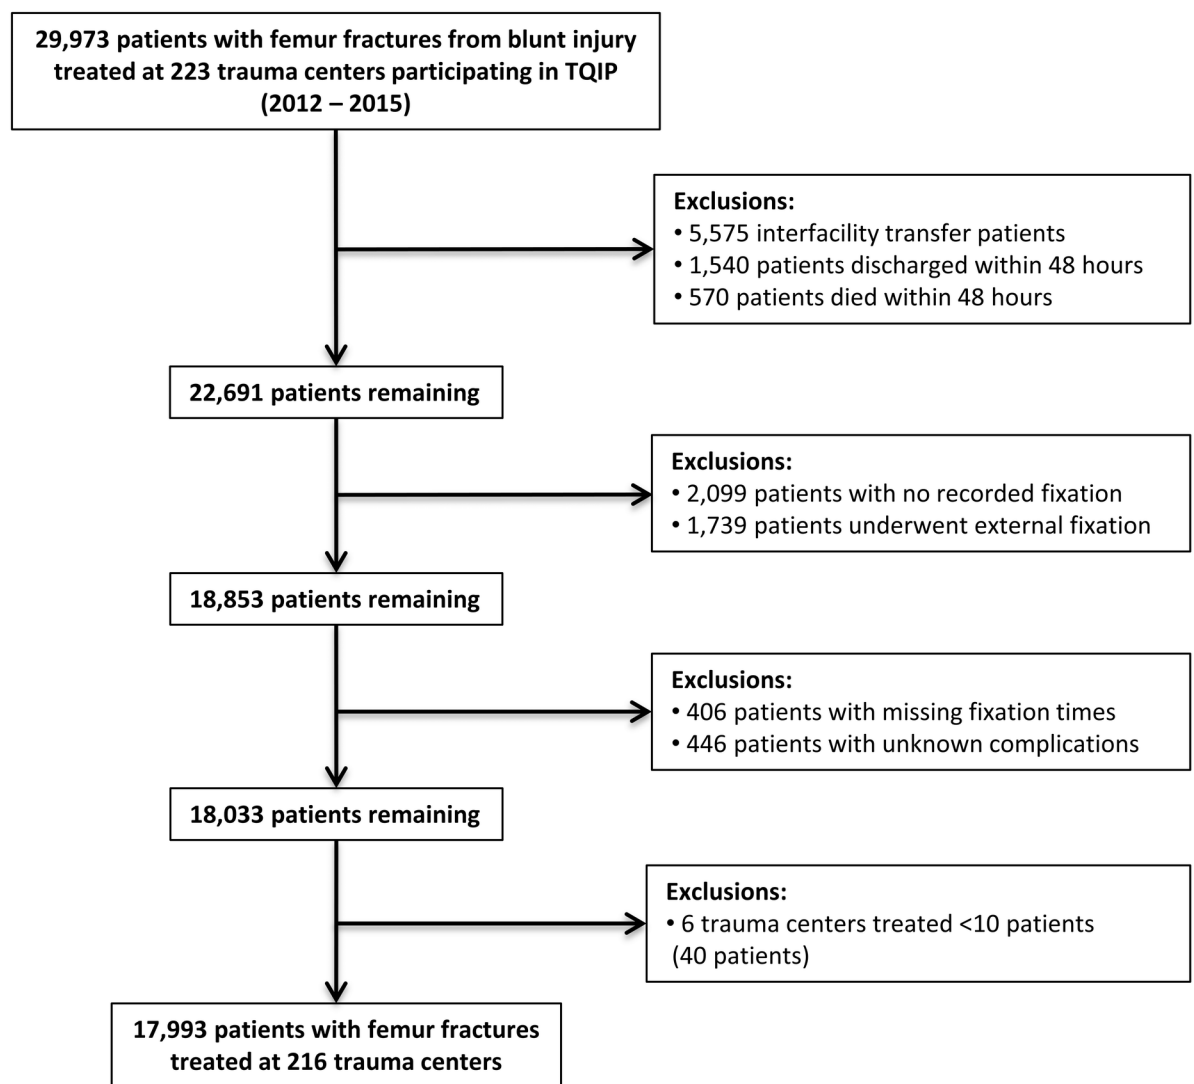 29,973 patients with femur fractures from blunt injury
treated at 223 trauma centers participating in TQIP
(2012 – 2015)
Exclusions:
• 5,575 interfacility transfer patients
• 1,540 patients discharged within 48 hours
• 570 patients died within 48 hours
22,691 patients remaining
Exclusions:
• 2,099 patients with no recorded fixation
• 1,739 patients underwent external fixation
18,853 patients remaining
Exclusions:
• 406 patients with missing fixation times
• 446 patients with unknown complications
18,033 patients remaining
Exclusions:
• 6 trauma centers treated <10 patients
(40 patients)
17,993 patients with femur fractures
treated at 216 trauma centers